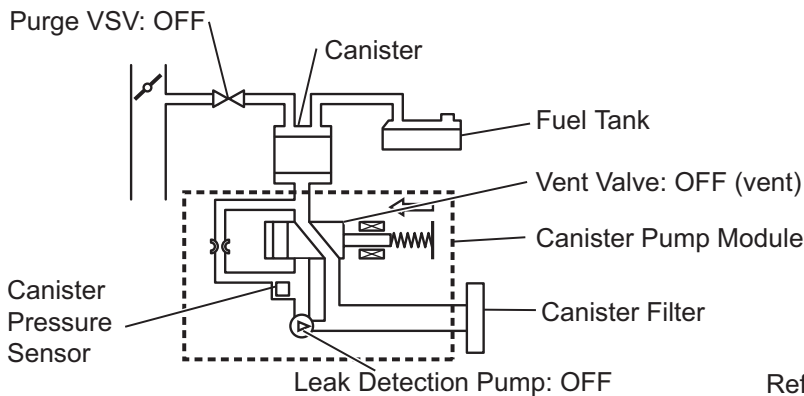 Purge VSV: OFF
Canister
Fuel Tank
Vent Valve: OFF (vent)
Canister Pump Module
Canister
Pressure
Sensor
Canister Filter
Leak Detection Pump: OFF
Ref